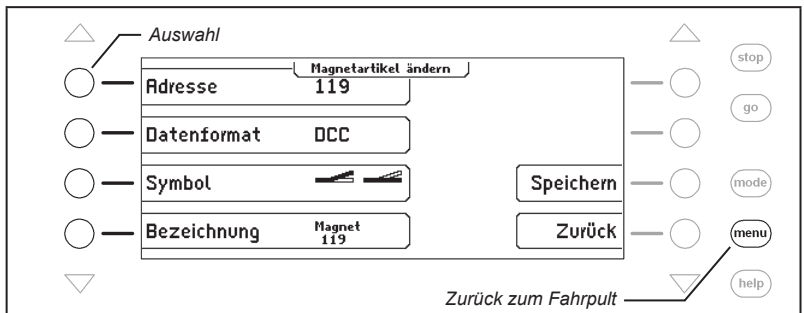 Auswahl
Magnetartikel ändern
stop
Adresse 119
go
Datenformat DCC
Symbol
Speichern
mode
Bezeichnung Magnet 119
Zurück
menu
help
Zurück zum Fahrpult